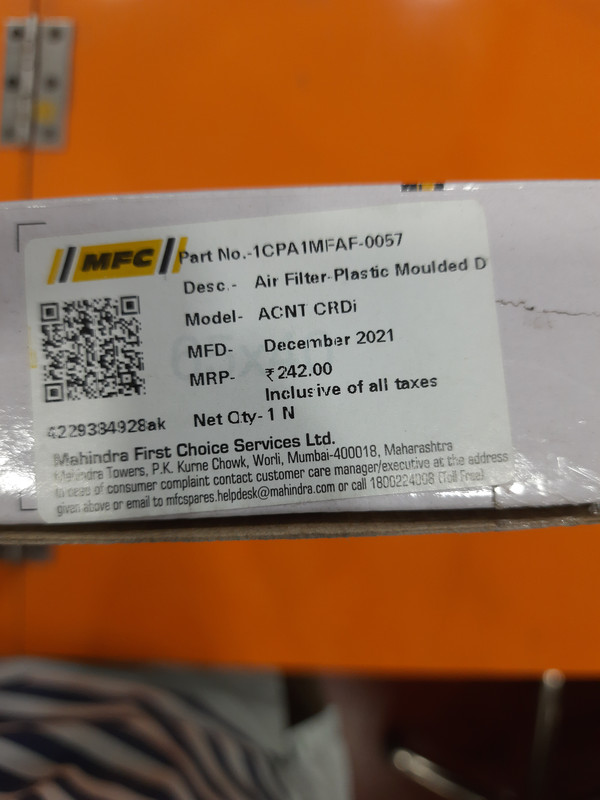 MFC
Part No.-1CPA1MFAF-0057
Desc.- Air Filter-Plastic Moulded D
Model- ACNT CRDi
MFD- December 2021
MRP- ₹242.00
Inclusive of all taxes
Net Qty- 1 N
4229384928ak
Mahindra First Choice Services Ltd.
Mahindra Towers, P.K. Kurne Chowk, Worli, Mumbai-400018, Maharashtra
In case of consumer complaint contact customer care manager/executive at the address
given above or email to mfcspares.helpdesk@mahindra.com or call 1800224008 (Toll Free)